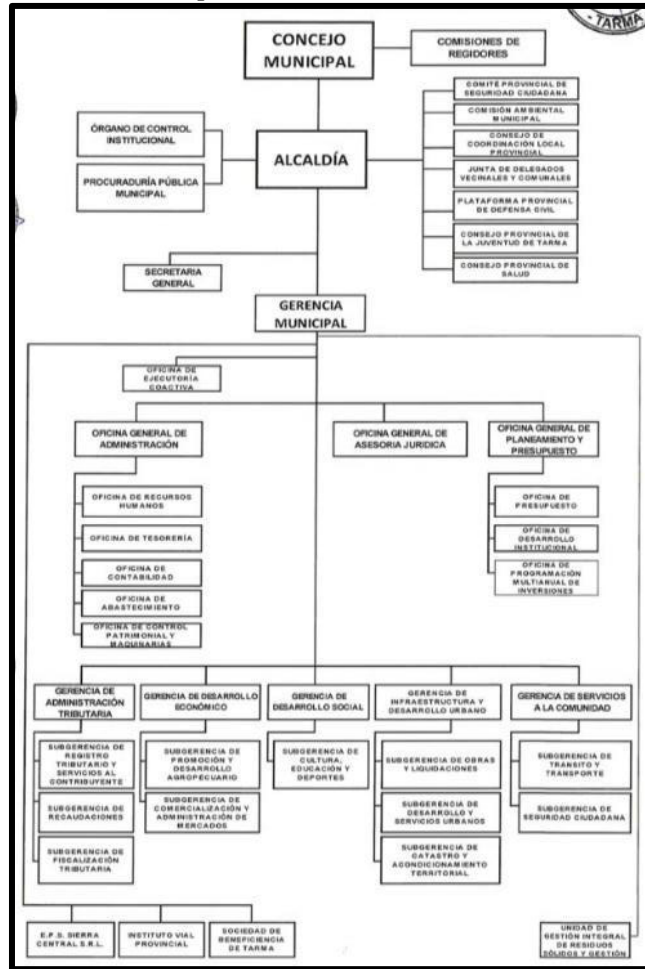 TARMA
CONCEJO
MUNICIPAL
COMISIONES DE
REGIDORES
COMITÉ PROVINCIAL DE
SEGURIDAD CIUDADANA
COMISIÓN AMBIENTAL
MUNICIPAL
CONSEJO DE
COORDINACIÓN LOCAL
PROVINCIAL
JUNTA DE DELEGADOS
VECINALES Y COMUNALES
PLATAFORMA PROVINCIAL
DE DEFENSA CIVIL
CONSEJO PROVINCIAL DE
LA JUVENTUD DE TARMA
CONSEJO PROVINCIAL DE
SALUD
ÓRGANO DE CONTROL
INSTITUCIONAL
PROCURADURÍA PÚBLICA
MUNICIPAL
ALCALDÍA
SECRETARIA
GENERAL
GERENCIA
MUNICIPAL
OFICINA DE
EJECUTORÍA
COACTIVA
OFICINA GENERAL DE
ADMINISTRACIÓN
OFICINA GENERAL DE
ASESORIA JURIDICA
OFICINA GENERAL DE
PLANEAMIENTO Y
PRESUPUESTO
OFICINA DE RECURSOS
HUMANOS
OFICINA DE TESORERÍA
OFICINA DE
CONTABILIDAD
OFICINA DE
ABASTECIMIENTO
OFICINA DE CONTROL
PATRIMONIAL Y
MAQUINARIAS
OFICINA DE
PRESUPUESTO
OFICINA DE
DESARROLLO
INSTITUCIONAL
OFICINA DE
PROGRAMACIÓN
MULTIANUAL DE
INVERSIONES
GERENCIA DE
ADMINISTRACIÓN
TRIBUTARIA
GERENCIA DE DESARROLLO
ECONÓMICO
GERENCIA DE
DESARROLLO SOCIAL
GERENCIA DE
INFRAESTRUCTURA Y
DESARROLLO URBANO
GERENCIA DE SERVICIOS
A LA COMUNIDAD
SUBGERENCIA DE
REGISTRO
TRIBUTARIO Y
SERVICIOS AL
CONTRIBUYENTE
SUBGERENCIA DE
RECAUDACIONES
SUBGERENCIA DE
FISCALIZACIÓN
TRIBUTARIA
SUBGERENCIA DE
PROMOCIÓN Y
DESARROLLO
AGROPECUARIO
SUBGERENCIA DE
COMERCIALIZACIÓN Y
ADMINISTRACIÓN DE
MERCADOS
SUBGERENCIA DE
CULTURA,
EDUCACIÓN Y
DEPORTES
SUBGERENCIA DE OBRAS
Y LIQUIDACIONES
SUBGERENCIA DE
DESARROLLO Y
SERVICIOS URBANOS
SUBGERENCIA DE
CATASTRO Y
ACONDICIONAMIENTO
TERRITORIAL
SUBGERENCIA DE
TRANSITO Y
TRANSPORTE
SUBGERENCIA DE
SEGURIDAD CIUDADANA
E.P.S. SIERRA
CENTRAL S.R.L.
INSTITUTO VIAL
PROVINCIAL
SOCIEDAD DE
BENEFICIENCIA
DE TARMA
UNIDAD DE
GESTIÓN INTEGRAL
DE RESIDUOS
SÓLIDOS Y GESTIÓN